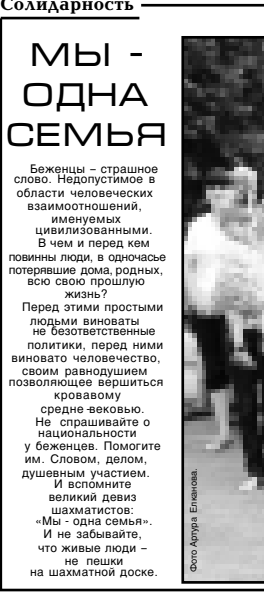 Солидарность
МЫ -
ОДНА
СЕМЬЯ
Беженцы – страшное
слово. Недопустимое в
области человеческих
взаимоотношений,
именуемых
цивилизованными.
В чем и перед кем
повинны люди, в одночасье
потерявшие дома, родных,
всю свою прошлую
жизнь?
Перед этими простыми
людьми виноваты
не безответственные
политики, перед ними
виновато человечество,
своим равнодушием
позволяющее вершиться
кровавому
средне-вековью.
Не спрашивайте о
национальности
у беженцев. Помогите
им. Словом, делом,
душевным участием.
И вспомните
великий девиз
шахматистов:
«Мы - одна семья».
И не забывайте,
что живые люди –
не пешки
на шахматной доске.
Фото Артура Елканова.